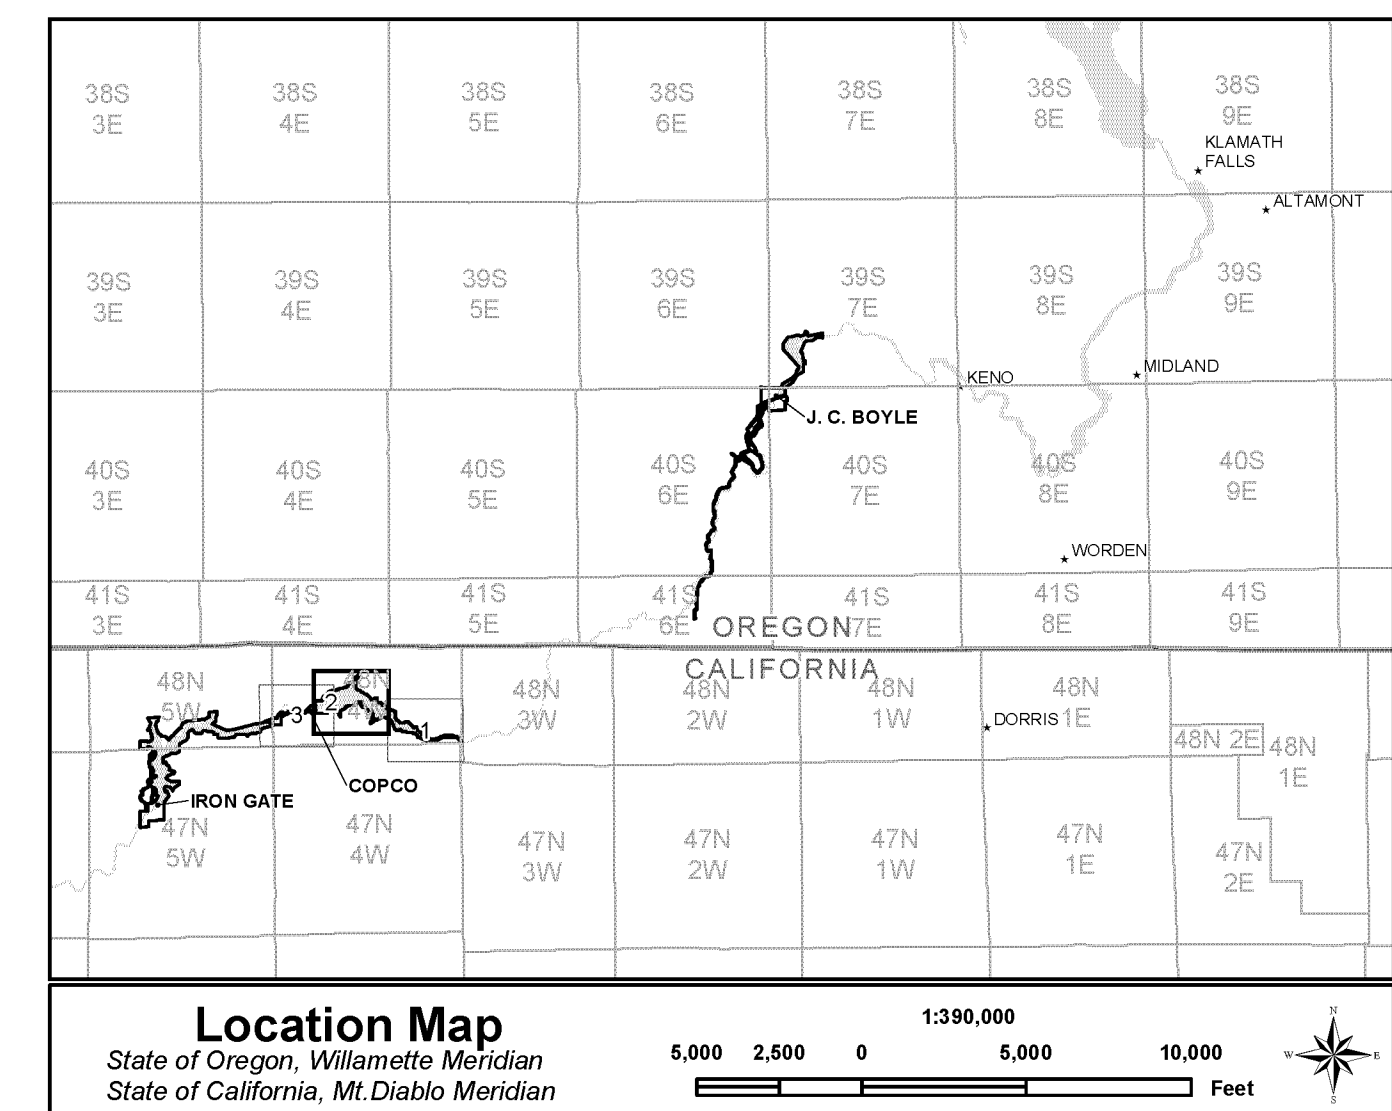 38S
3E
38S
4E
38S
5E
38S
6E
38S
7E
38S
8E
38S
9E
KLAMATH
FALLS
ALTAMONT
39S
3E
39S
4E
39S
5E
39S
6E
39S
7E
39S
8E
39S
9E
MIDLAND
KENO
J. C. BOYLE
40S
3E
40S
4E
40S
5E
40S
6E
40S
7E
40S
8E
40S
9E
WORDEN
41S
3E
41S
4E
41S
5E
41S
6E
41S
7E
41S
8E
41S
9E
OREGON
CALIFORNIA
48N
5W
48N
4W
48N
3W
48N
2W
48N
1W
48N
1E
48N 2E
48N
1E
DORRIS
3
2
1
COPCO
IRON GATE
47N
5W
47N
4W
47N
3W
47N
2W
47N
1W
47N
1E
47N
2E
Location Map
State of Oregon, Willamette Meridian
State of California, Mt.Diablo Meridian
1:390,000
5,000 2,500 0 5,000 10,000
Feet
N
W
E
S